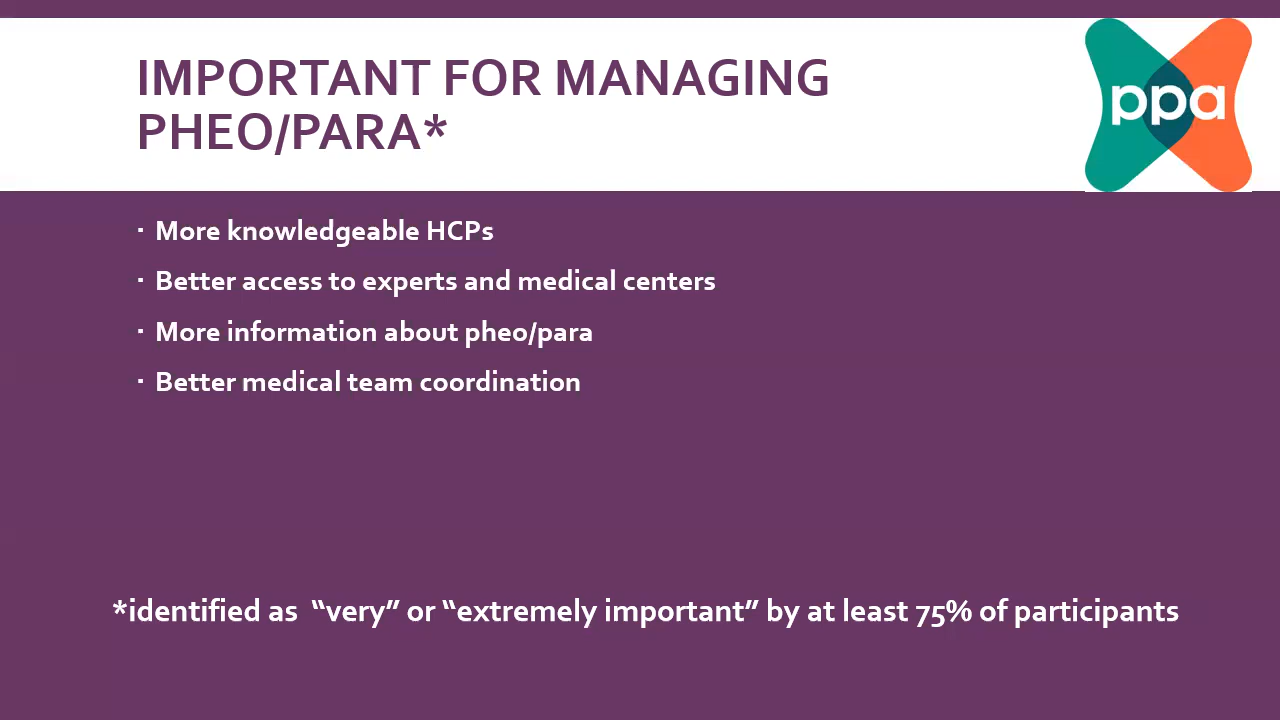 IMPORTANT FOR MANAGING
PHEO/PARA*
ppa
▪ More knowledgeable HCPs
▪ Better access to experts and medical centers
▪ More information about pheo/para
▪ Better medical team coordination
*identified as “very” or “extremely important” by at least 75% of participants